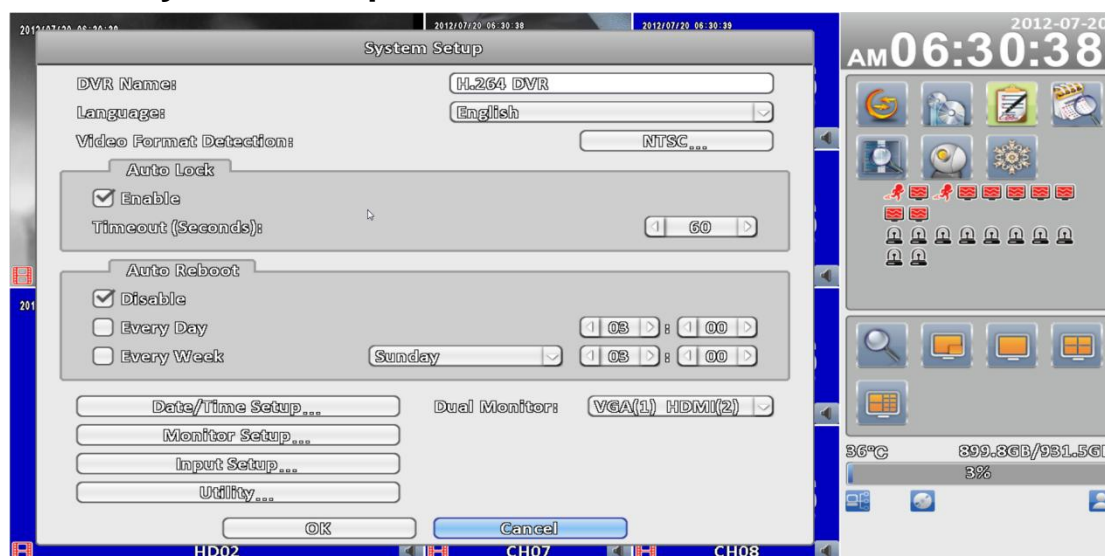 2012/07/20 06:30:38
2012/07/20 06:30:39
System Setup
DVR Name: H.264 DVR
Language: English
Video Format Detection: NTSC...
Auto Lock
Enable
Timeout (Seconds): 60
Auto Reboot
Disable
Every Day 03 : 00
Every Week Sunday 03 : 00
Date/Time Setup... Dual Monitor: VGA(1) HDMI(2)
Monitor Setup...
Input Setup...
Utility...
OK Cancel
HD02 CH07 CH08
201
2012-07-20
AM 06:30:38
36°C 899.8GB/931.5G
3%